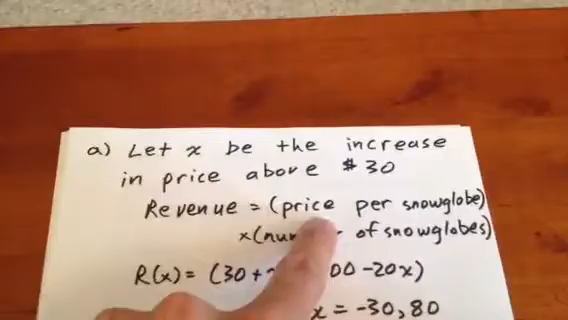 a) Let x be the increase
in price above $30
Revenue = (price per snowglobe)
x( of snowglobes)
R(x) = (30+ 00-20x)
x = -30, 80